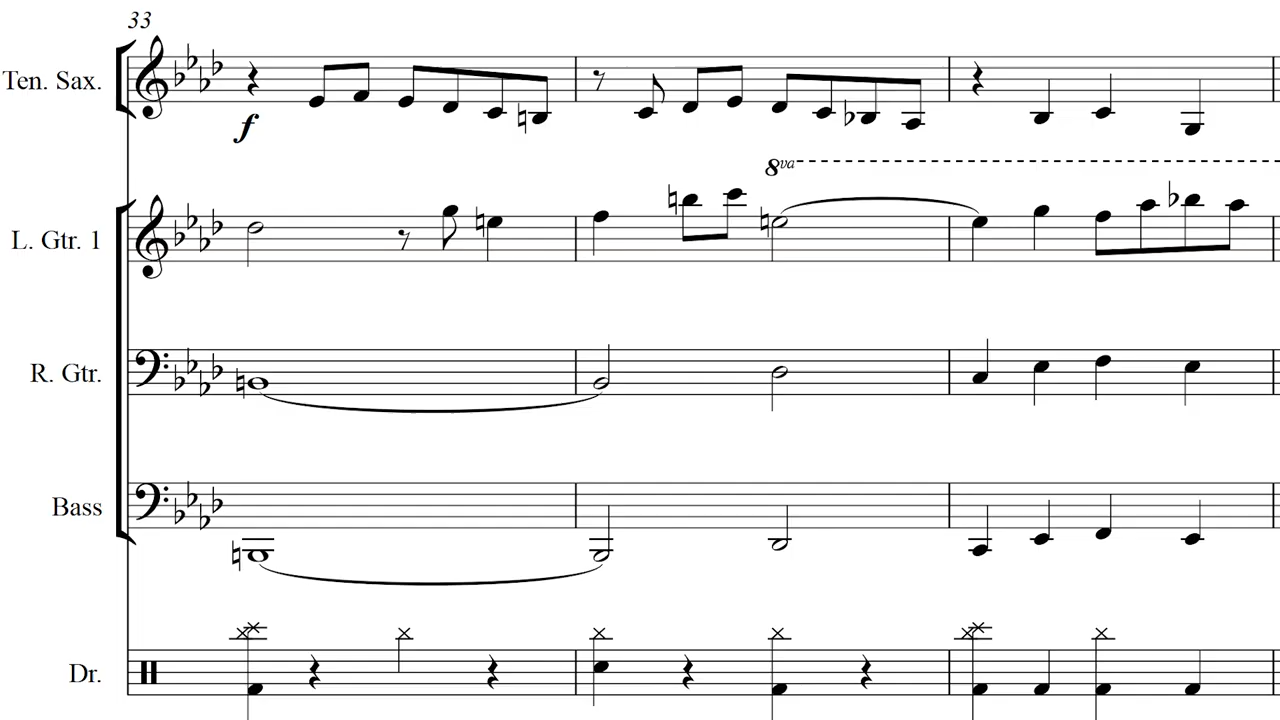 33
Ten. Sax.
f
8va
L. Gtr. 1
R. Gtr.
Bass
Dr.